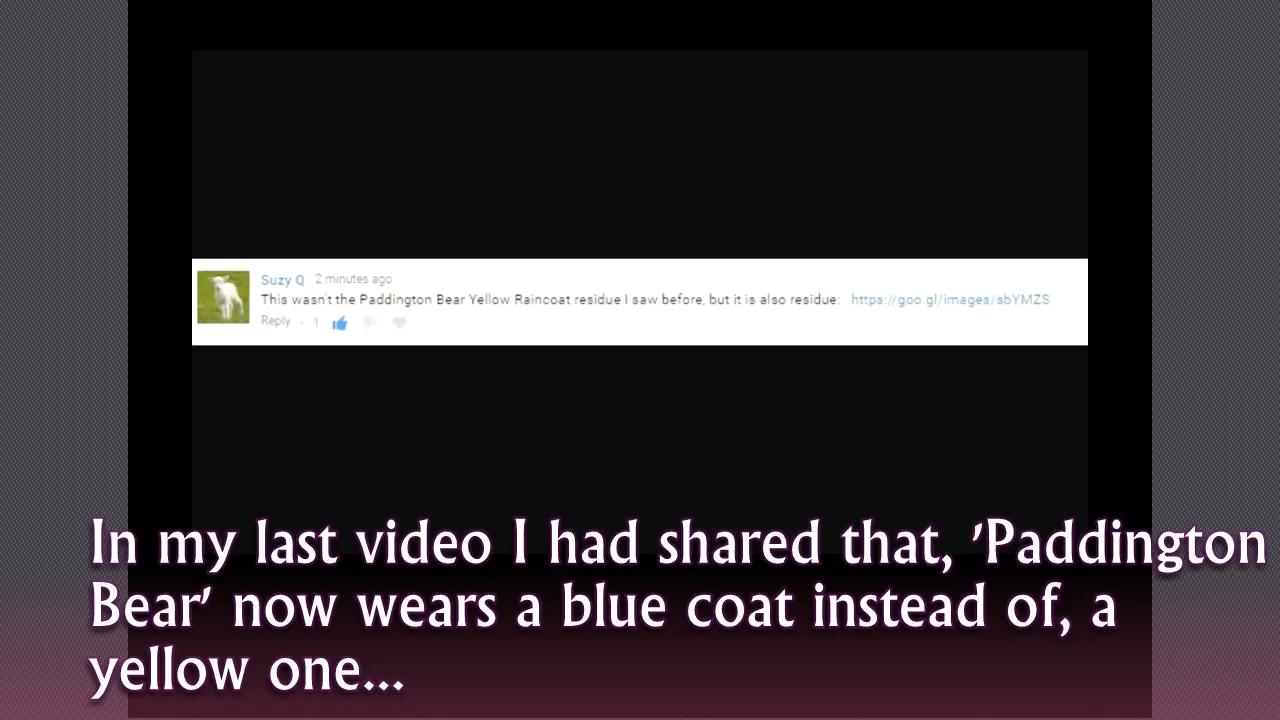 Suzy Q 2 minutes ago
This wasn't the Paddington Bear Yellow Raincoat residue I saw before, but it is also residue: https://goo.gl/images/sbYMZS
Reply · 1
In my last video I had shared that, 'Paddington
Bear' now wears a blue coat instead of, a
yellow one...